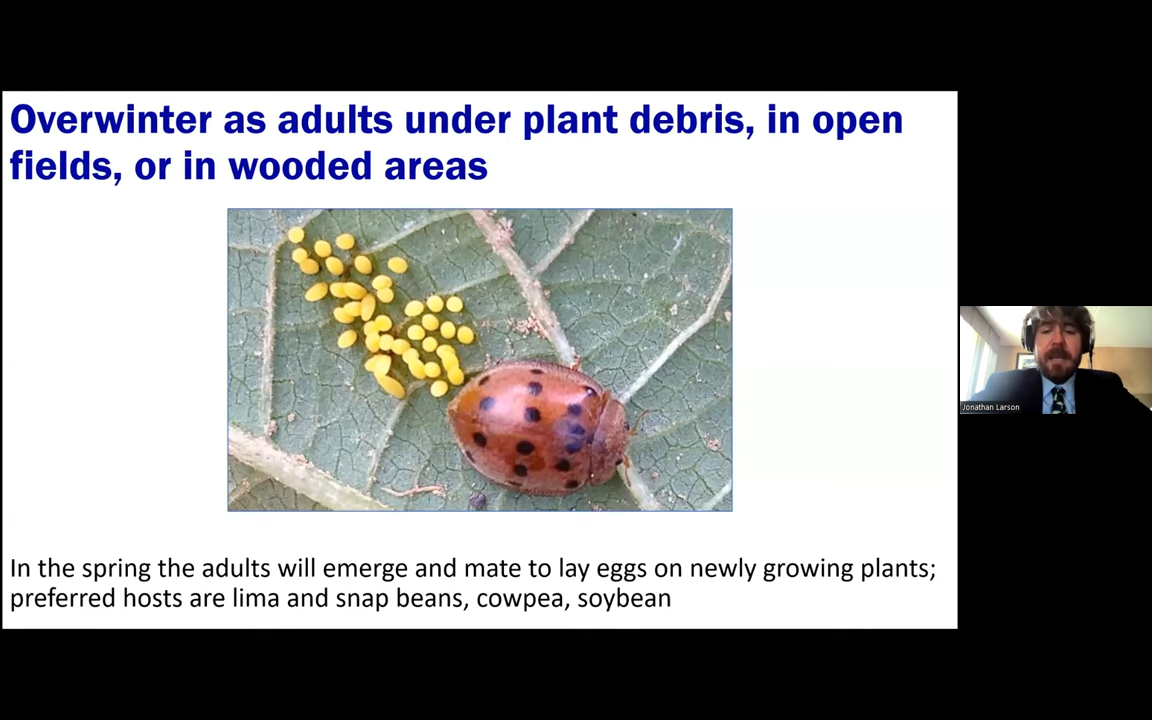 Overwinter as adults under plant debris, in open
fields, or in wooded areas
Jonathan Larson
In the spring the adults will emerge and mate to lay eggs on newly growing plants;
preferred hosts are lima and snap beans, cowpea, soybean